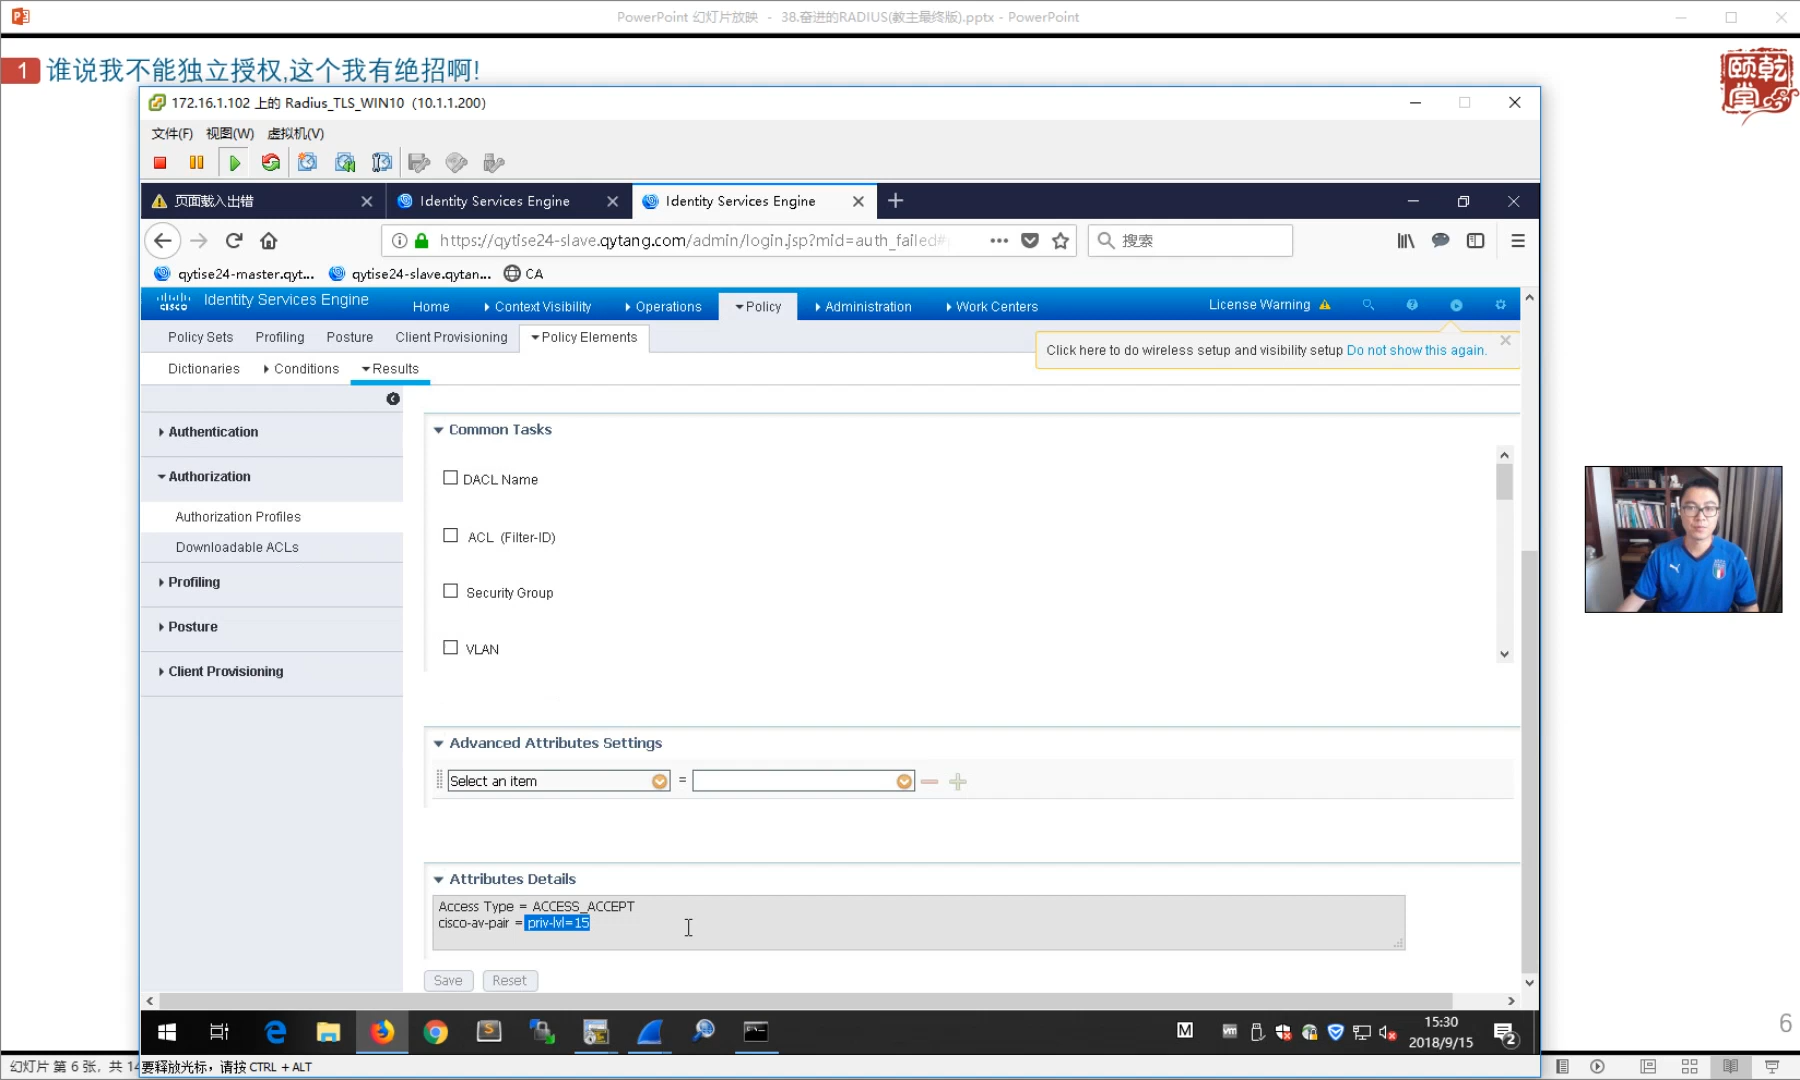 PowerPoint 幻灯片放映 - 38.奋进的RADIUS(教主最终版).pptx - PowerPoint
1 谁说我不能独立授权,这个我有绝招啊!
颐乾堂
172.16.1.102 上的 Radius_TLS_WIN10 (10.1.1.200)
文件(F) 视图(W) 虚拟机(V)
页面载入出错 Identity Services Engine Identity Services Engine
https://qytise24-slave.qytang.com/admin/login.jsp?mid=auth_failed# 搜索
qytise24-master.qyt... qytise24-slave.qytan... CA
cisco Identity Services Engine Home Context Visibility Operations Policy Administration Work Centers License Warning
Policy Sets Profiling Posture Client Provisioning Policy Elements
Click here to do wireless setup and visibility setup Do not show this again.
Dictionaries Conditions Results
Authentication
Authorization
Authorization Profiles
Downloadable ACLs
Profiling
Posture
Client Provisioning
Common Tasks
DACL Name
ACL (Filter-ID)
Security Group
VLAN
Advanced Attributes Settings
Select an item =
Attributes Details
Access Type = ACCESS_ACCEPT
cisco-av-pair = priv-lvl=15
Save Reset
15:30
2018/9/15
2
6
幻灯片 第 6 张，共 14
要释放光标，请按 CTRL + ALT